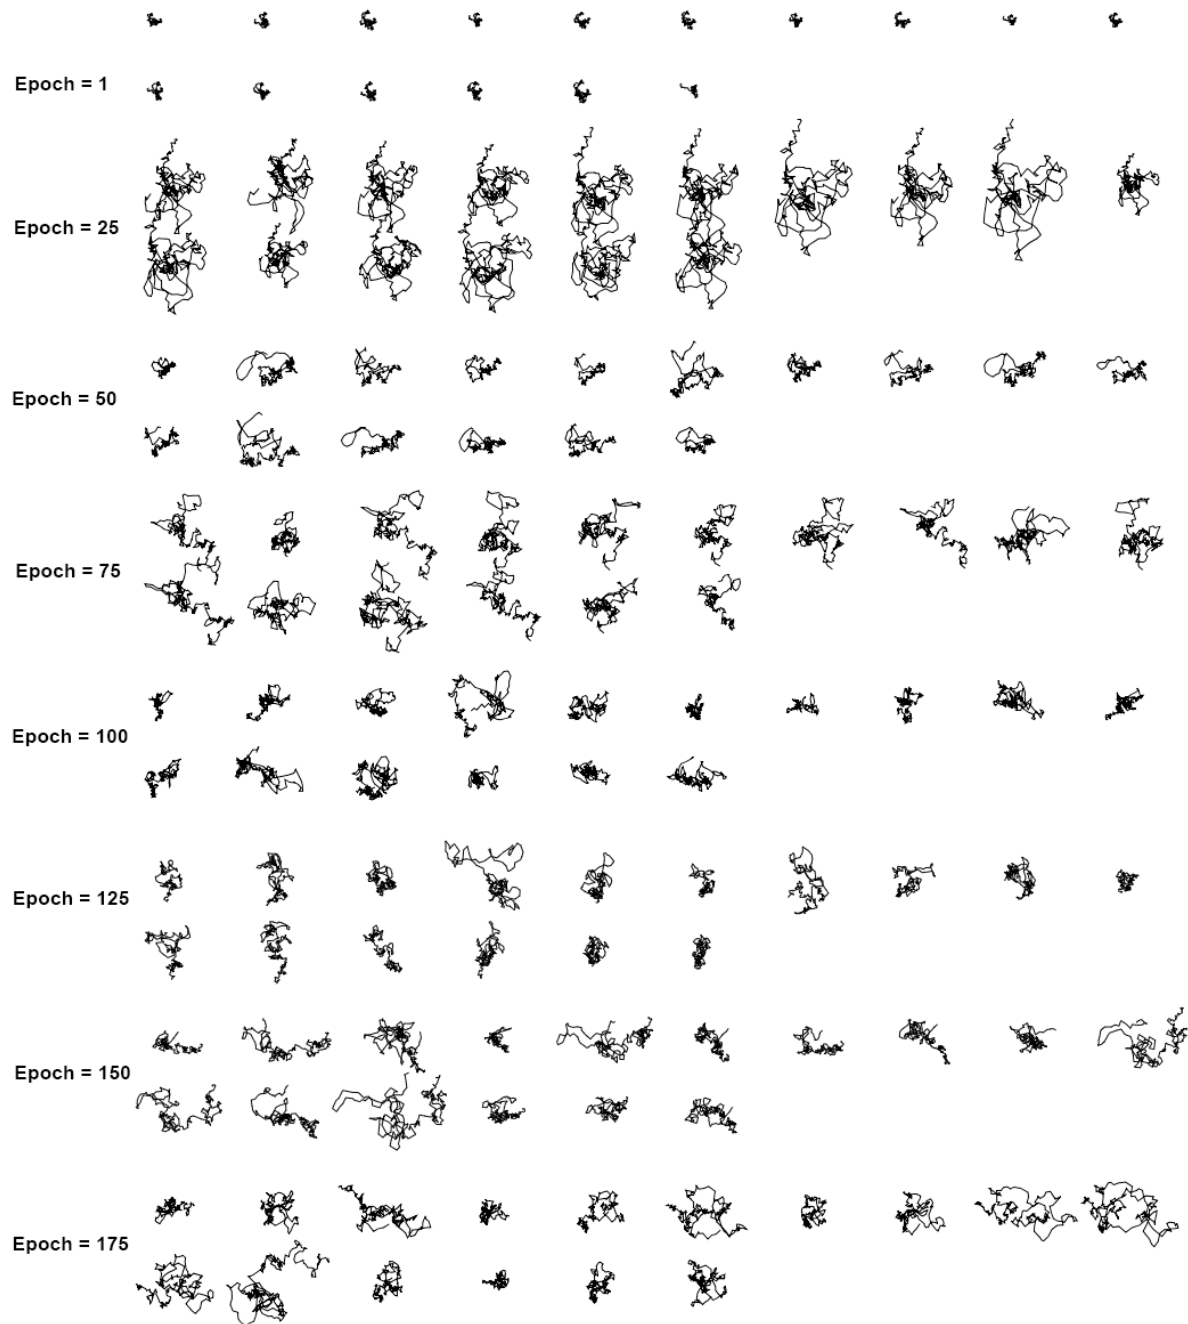 Epoch = 1
Epoch = 25
Epoch = 50
Epoch = 75
Epoch = 100
Epoch = 125
Epoch = 150
Epoch = 175